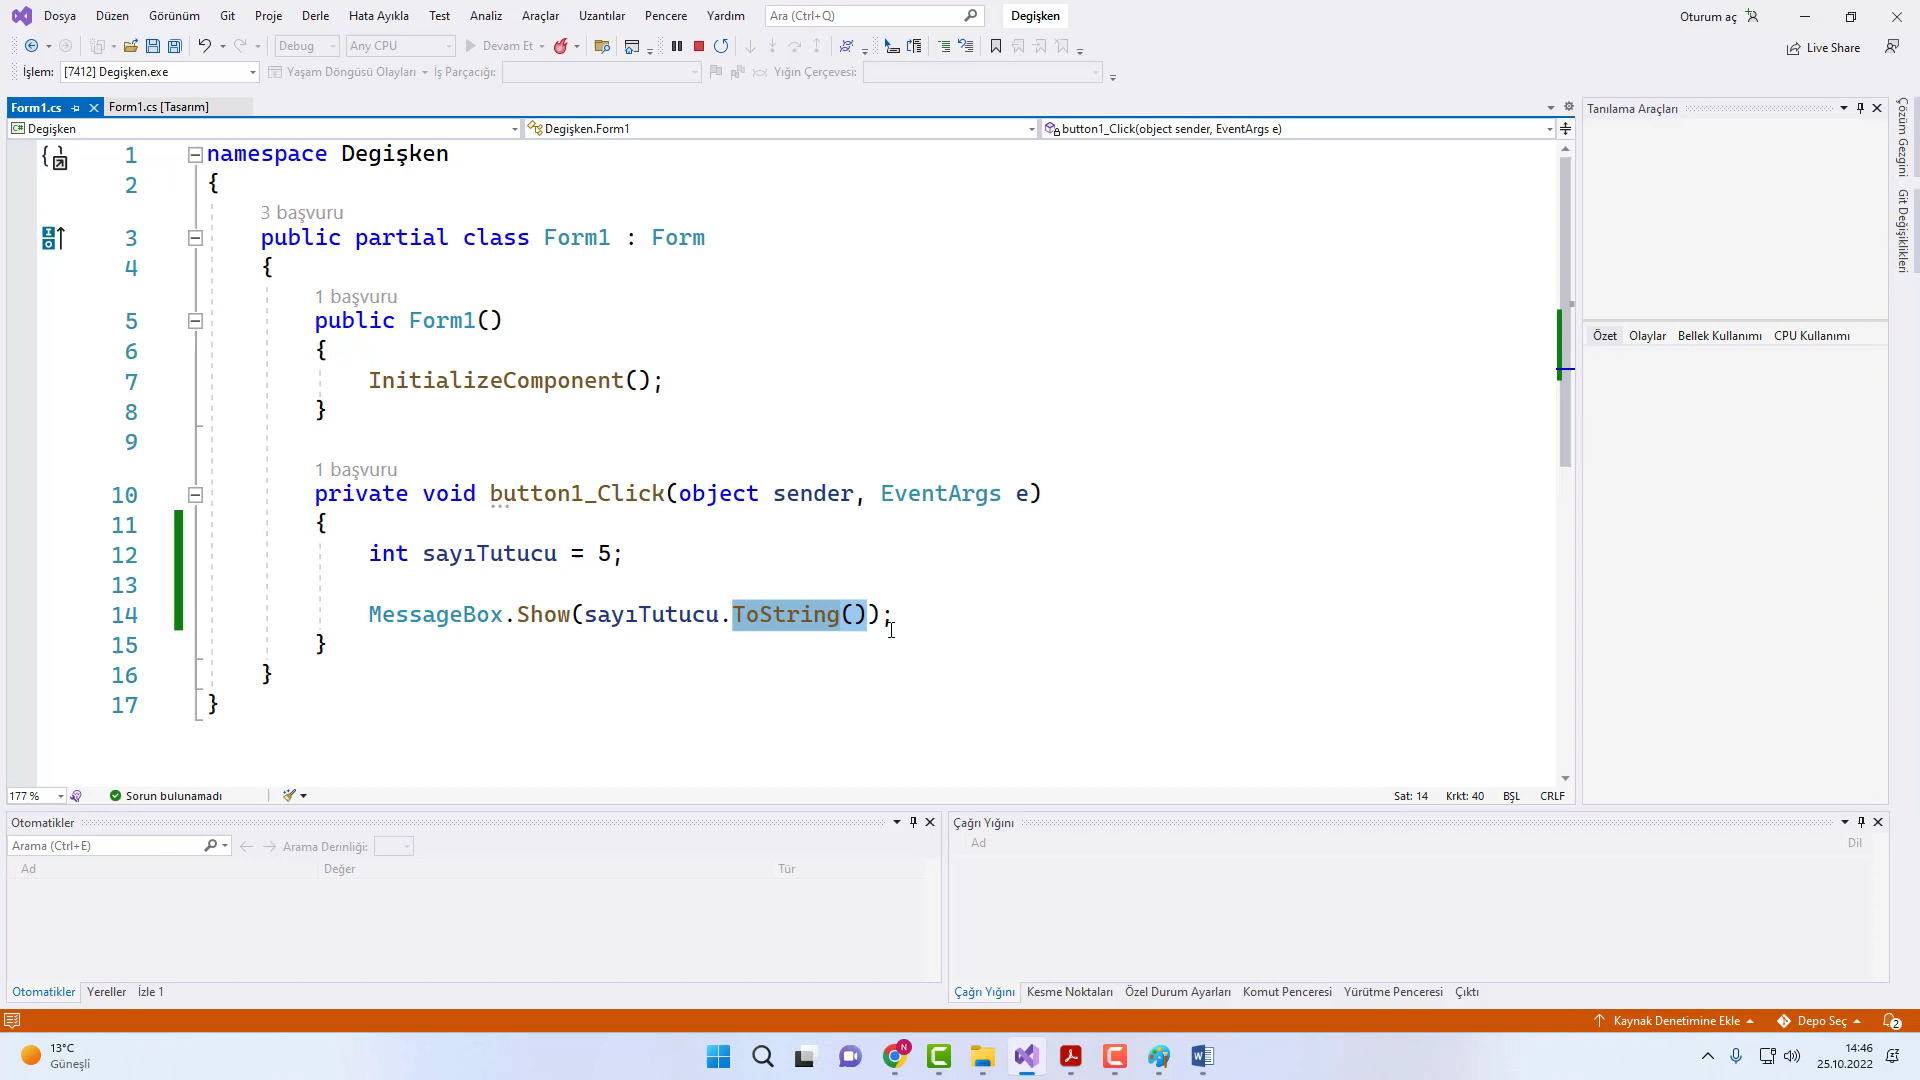 Dosya Düzen Görünüm Git Proje Derle Hata Ayıkla Test Analiz Araçlar Uzantılar Pencere Yardım Ara (Ctrl+Q) Degişken Oturum aç
Debug Any CPU Devam Et Live Share
İşlem: [7412] Degişken.exe Yaşam Döngüsü Olayları İş Parçacığı: Yığın Çerçevesi:
Form1.cs Form1.cs [Tasarım]
Degişken Degişken.Form1 button1_Click(object sender, EventArgs e)
1 namespace Degişken
2 {
3 başvuru
3 public partial class Form1 : Form
4 {
1 başvuru
5 public Form1()
6 {
7 InitializeComponent();
8 }
9
1 başvuru
10 private void button1_Click(object sender, EventArgs e)
11 {
12 int sayıTutucu = 5;
13
14 MessageBox.Show(sayıTutucu.ToString());
15 }
16 }
17 }
177 % Sorun bulunamadı Sat: 14 Krkt: 40 BŞL CRLF
Tanılama Araçları
Özet Olaylar Bellek Kullanımı CPU Kullanımı
Çözüm Gezgini
Git Değişiklikleri
Otomatikler
Arama (Ctrl+E) Arama Derinliği:
Ad Değer Tür
Otomatikler Yereller İzle 1
Çağrı Yığını
Ad Dil
Çağrı Yığını Kesme Noktaları Özel Durum Ayarları Komut Penceresi Yürütme Penceresi Çıktı
Kaynak Denetimine Ekle Depo Seç 2
13°C
Güneşli
N
14:46
25.10.2022